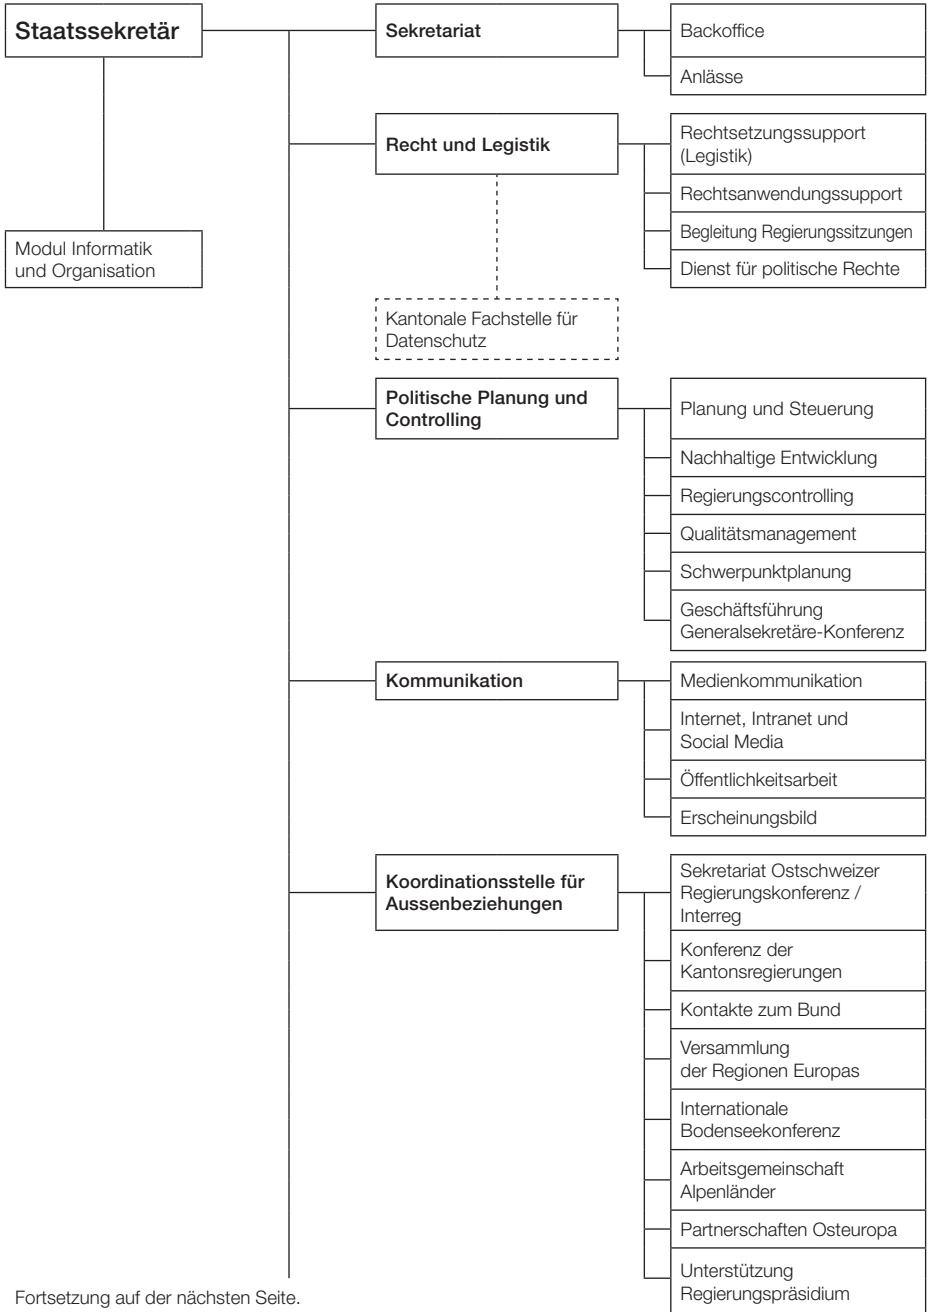 Staatssekretär
Modul Informatik
und Organisation
Sekretariat
Backoffice
Anlässe
Recht und Legistik
Rechtsetzungssupport
(Legistik)
Rechtsanwendungssupport
Begleitung Regierungssitzungen
Dienst für politische Rechte
Kantonale Fachstelle für
Datenschutz
Politische Planung und
Controlling
Planung und Steuerung
Nachhaltige Entwicklung
Regierungscontrolling
Qualitätsmanagement
Schwerpunktplanung
Geschäftsführung
Generalsekretäre-Konferenz
Kommunikation
Medienkommunikation
Internet, Intranet und
Social Media
Öffentlichkeitsarbeit
Erscheinungsbild
Koordinationsstelle für
Aussenbeziehungen
Sekretariat Ostschweizer
Regierungskonferenz /
Interreg
Konferenz der
Kantonsregierungen
Kontakte zum Bund
Versammlung
der Regionen Europas
Internationale
Bodenseekonferenz
Arbeitsgemeinschaft
Alpenländer
Partnerschaften Osteuropa
Unterstützung
Regierungspräsidium
Fortsetzung auf der nächsten Seite.